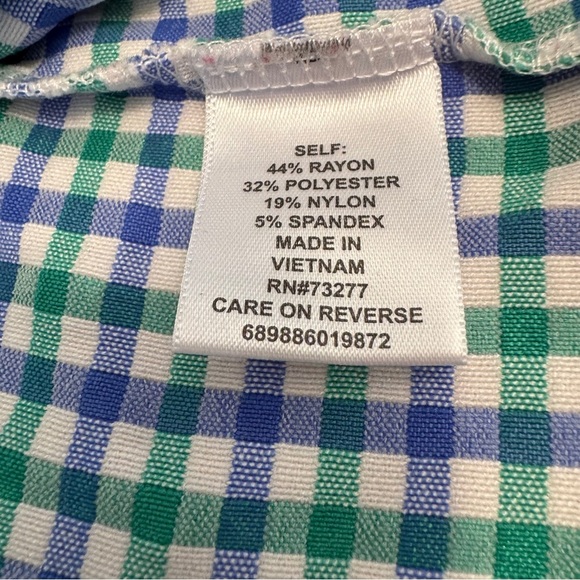 SELF:
44% RAYON
32% POLYESTER
19% NYLON
5% SPANDEX
MADE IN
VIETNAM
RN#73277
CARE ON REVERSE
689886019872